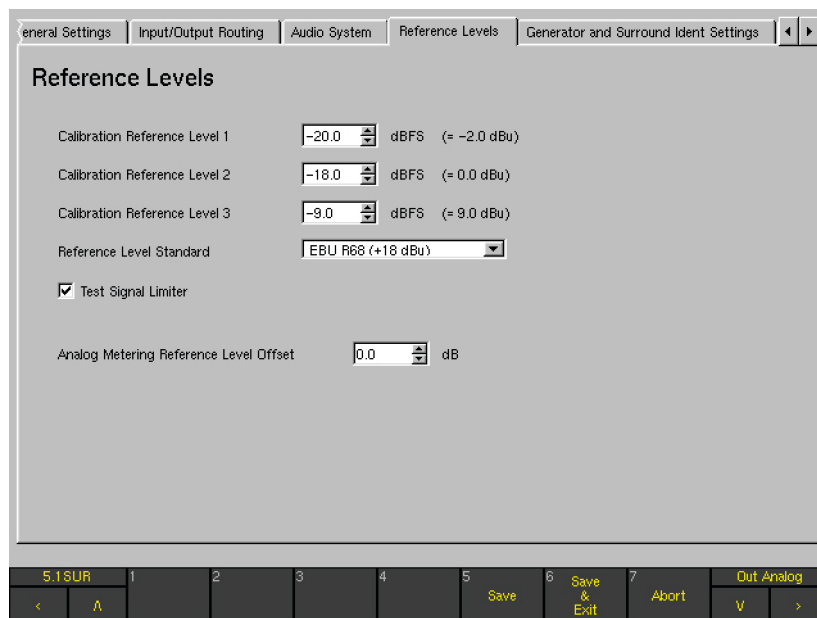 eneral Settings Input/Output Routing Audio System Reference Levels Generator and Surround Ident Settings
Reference Levels
Calibration Reference Level 1 -20.0 dBFS (= -2.0 dBu)
Calibration Reference Level 2 -18.0 dBFS (= 0.0 dBu)
Calibration Reference Level 3 -9.0 dBFS (= 9.0 dBu)
Reference Level Standard EBU R68 (+18 dBu)
Test Signal Limiter
Analog Metering Reference Level Offset 0.0 dB
5.1SUR 1 2 3 4 5 Save 6 Save & Exit 7 Abort Out Analog
< Λ V >